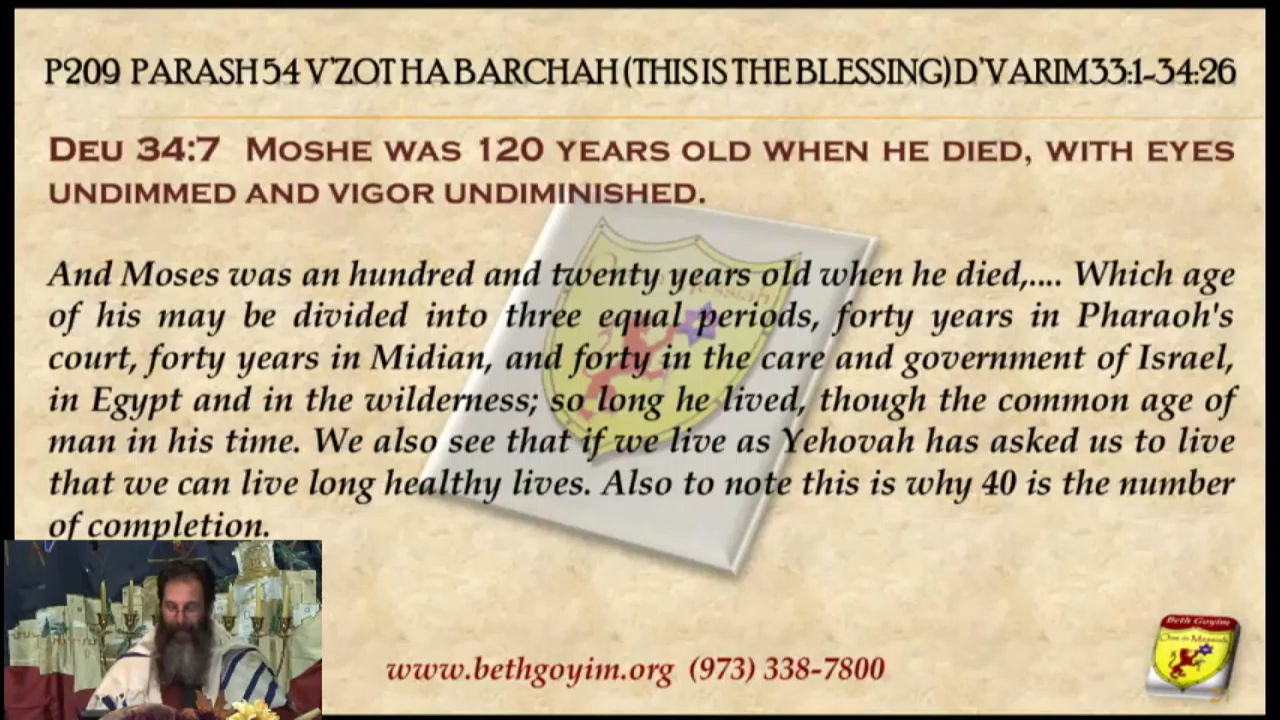 P209 PARASH 54 V'ZOT HA BARCHAH (THIS IS THE BLESSING) D'VARIM 33:1-34:26
DEU 34:7 MOSHE WAS 120 YEARS OLD WHEN HE DIED, WITH EYES
UNDIMMED AND VIGOR UNDIMINISHED.
And Moses was an hundred and twenty years old when he died,.... Which age
of his may be divided into three equal periods, forty years in Pharaoh's
court, forty years in Midian, and forty in the care and government of Israel,
in Egypt and in the wilderness; so long he lived, though the common age of
man in his time. We also see that if we live as Yehovah has asked us to live
that we can live long healthy lives. Also to note this is why 40 is the number
of completion.
Beth Goyim
One in Messiah
www.bethgoyim.org (973) 338-7800